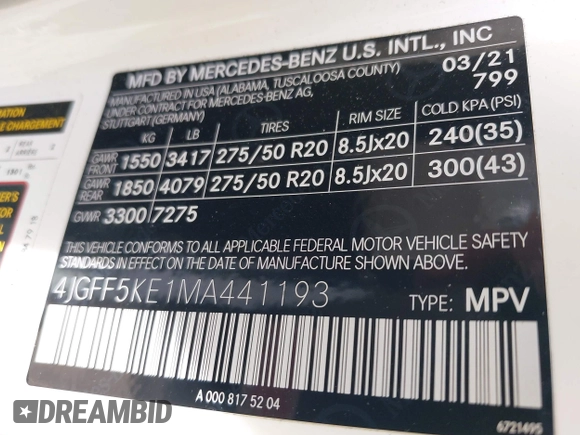 MFD BY MERCEDES-BENZ U.S. INTL., INC
*MANUFACTURED IN USA (ALABAMA, TUSCALOOSA COUNTY) 03/21
UNDER CONTRACT FOR MERCEDES-BENZ AG, 799
STUTTGART (GERMANY)
KG LB TIRES RIM SIZE COLD KPA (PSI)
GAWR FRONT 1550 3417 275/50 R20 8.5Jx20 240(35)
GAWR REAR 1850 4079 275/50 R20 8.5Jx20 300(43)
GVWR 3300 7275
THIS VEHICLE CONFORMS TO ALL APPLICABLE FEDERAL MOTOR VEHICLE SAFETY
STANDARDS IN EFFECT ON THE DATE OF MANUFACTURE SHOWN ABOVE.
4JGFF5KE1MA441193 TYPE: MPV
A 000 817 52 04
6721495
DREAMBID